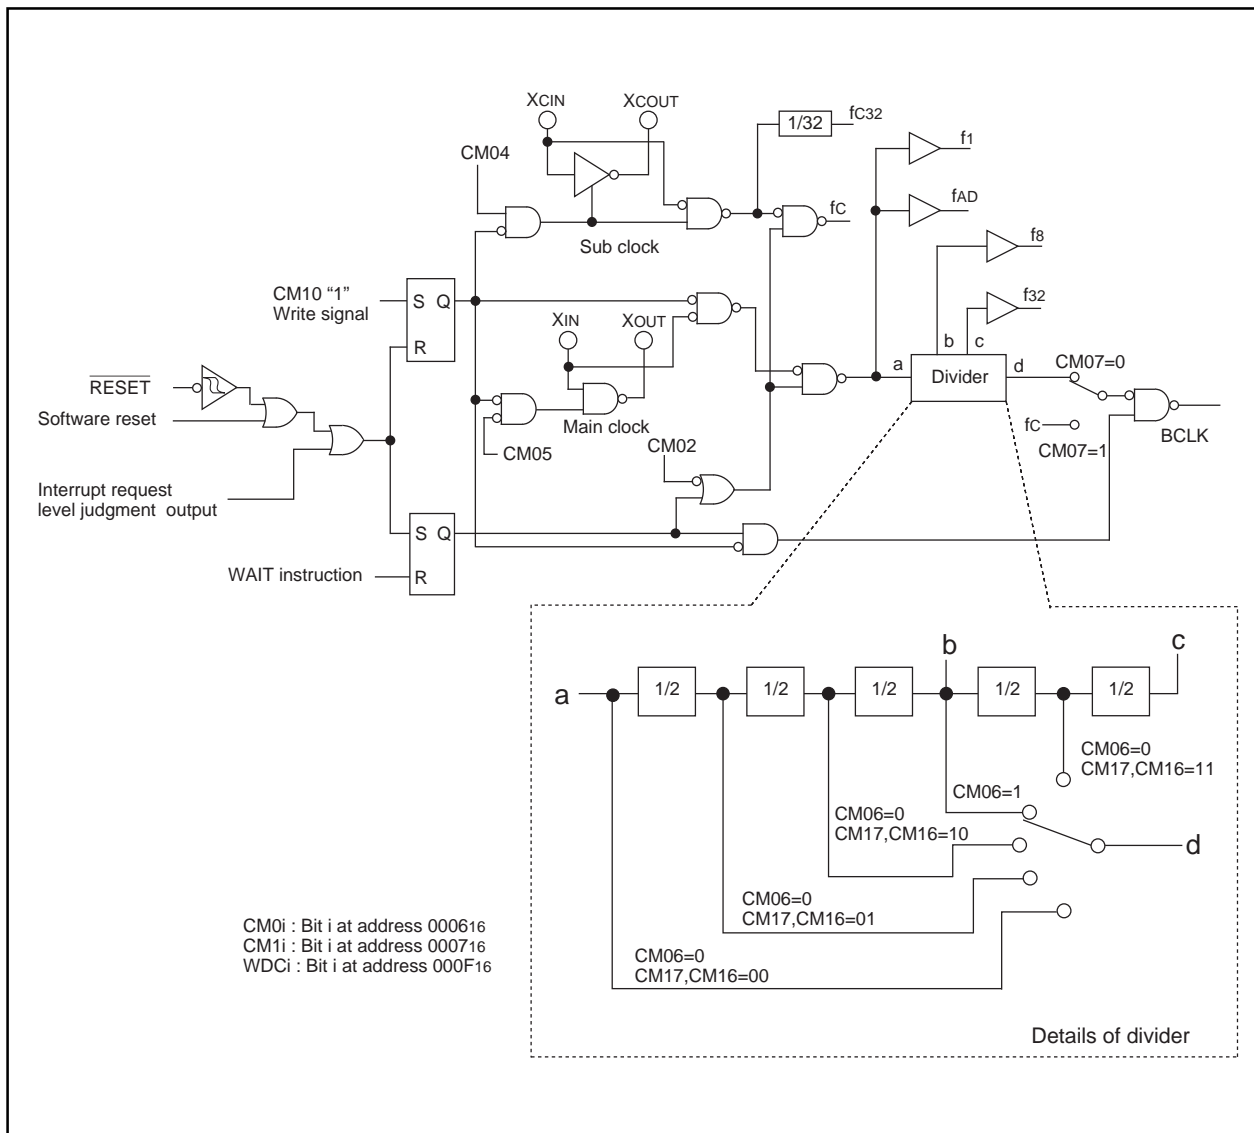 XCIN
XCOUT
1/32
fC32
f1
CM04
fAD
fC
Sub clock
f8
CM10 “1”
Write signal
S Q
R
XIN
XOUT
f32
b
c
a
Divider
d
CM07=0
RESET
Software reset
Main clock
CM05
CM02
fC
CM07=1
BCLK
Interrupt request
level judgment output
S Q
R
WAIT instruction
b
c
a
1/2
1/2
1/2
1/2
1/2
CM06=0
CM17,CM16=11
CM06=1
CM06=0
CM17,CM16=10
d
CM06=0
CM17,CM16=01
CM06=0
CM17,CM16=00
CM0i : Bit i at address 000616
CM1i : Bit i at address 000716
WDCi : Bit i at address 000F16
Details of divider